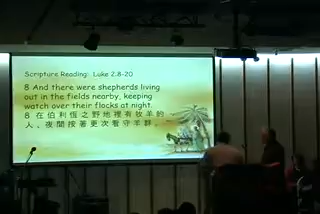 Scripture Reading: Luke 2.8-20
8 And there were shepherds living
out in the fields nearby, keeping
watch over their flocks at night.
8 在伯利恆之野地裡有牧羊的
人、夜間按著更次看守羊群。